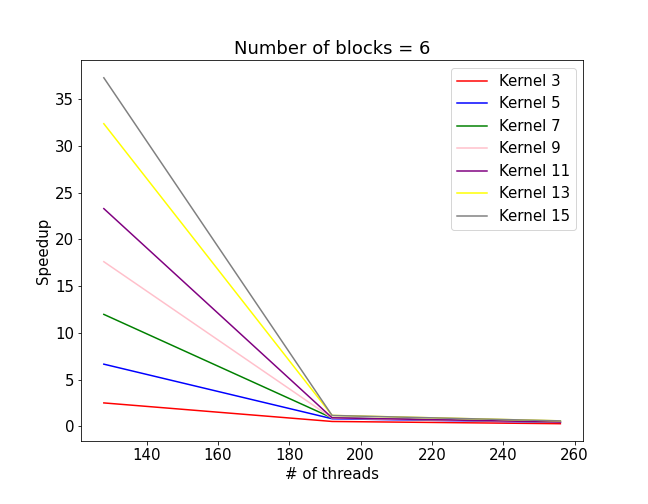 Number of blocks = 6
Speedup
35
30
25
20
15
10
5
0
Kernel 3
Kernel 5
Kernel 7
Kernel 9
Kernel 11
Kernel 13
Kernel 15
140 160 180 200 220 240 260
# of threads